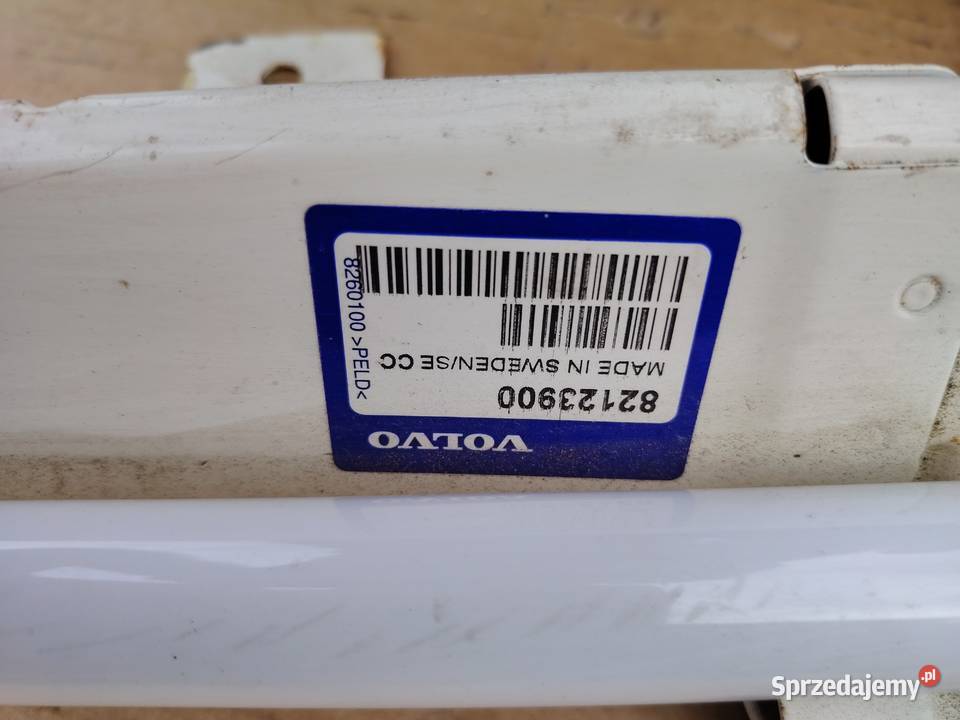 VOLVO
82123900
MADE IN SWEDEN/SE CC
8260100 >PELD<
Sprzedajemy.pl